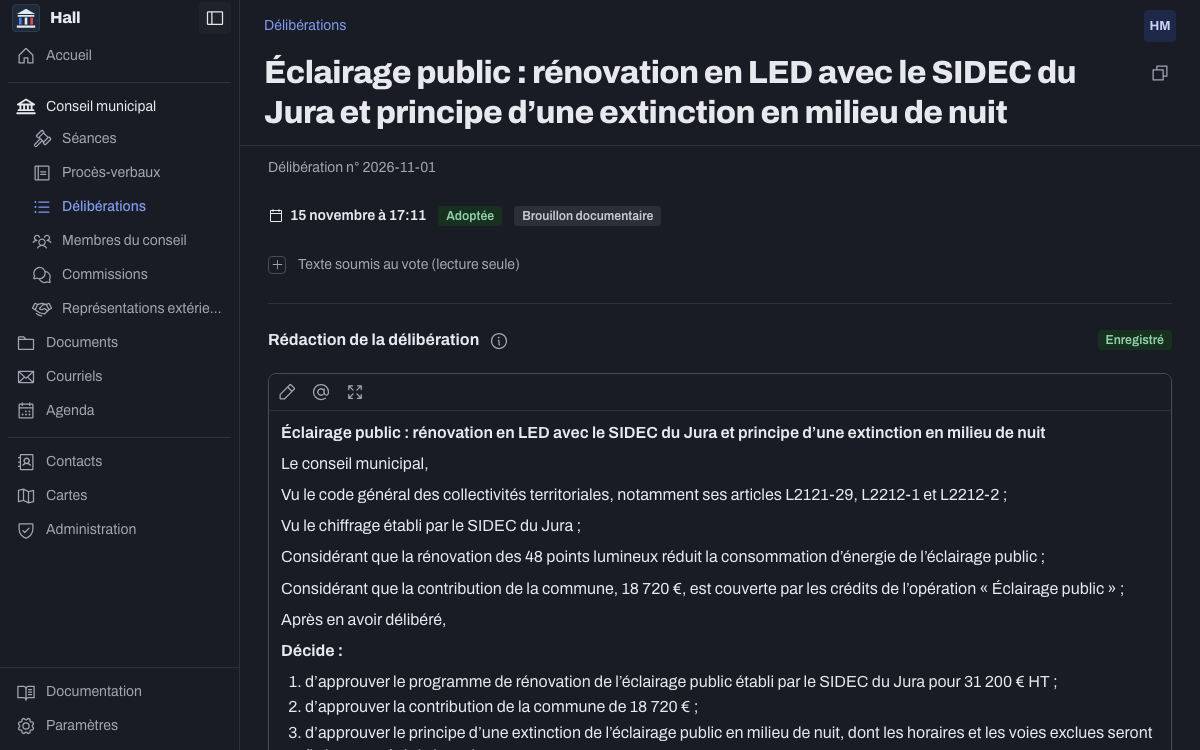 Hall
Accueil
Conseil municipal
Séances
Procès-verbaux
Délibérations
Membres du conseil
Commissions
Représentations extérie...
Documents
Courriels
Agenda
Contacts
Cartes
Administration
Documentation
Paramètres
Délibérations
HM
Éclairage public : rénovation en LED avec le SIDEC du
Jura et principe d’une extinction en milieu de nuit
Délibération n° 2026-11-01
15 novembre à 17:11 Adoptée Brouillon documentaire
Texte soumis au vote (lecture seule)
Rédaction de la délibération Enregistré
Éclairage public : rénovation en LED avec le SIDEC du Jura et principe d’une extinction en milieu de nuit
Le conseil municipal,
Vu le code général des collectivités territoriales, notamment ses articles L2121-29, L2212-1 et L2212-2 ;
Vu le chiffrage établi par le SIDEC du Jura ;
Considérant que la rénovation des 48 points lumineux réduit la consommation d’énergie de l’éclairage public ;
Considérant que la contribution de la commune, 18 720 €, est couverte par les crédits de l’opération « Éclairage public » ;
Après en avoir délibéré,
Décide :
1. d’approuver le programme de rénovation de l’éclairage public établi par le SIDEC du Jura pour 31 200 € HT ;
2. d’approuver la contribution de la commune de 18 720 € ;
3. d’approuver le principe d’une extinction de l’éclairage public en milieu de nuit, dont les horaires et les voies exclues seront